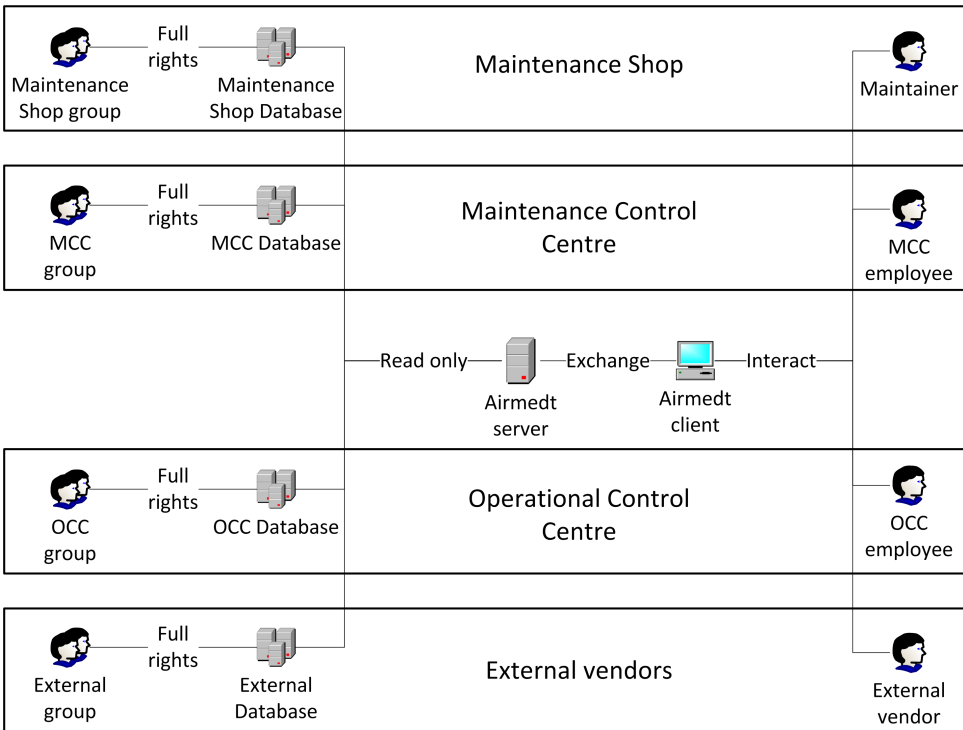 Full
rights
Maintenance
Shop group
Maintenance
Shop Database
Maintenance Shop
Maintainer
Full
rights
MCC
group
MCC Database
Maintenance Control
Centre
MCC
employee
Read only
Exchange
Interact
Airmedt
server
Airmedt
client
Full
rights
OCC
group
OCC Database
Operational Control
Centre
OCC
employee
Full
rights
External
group
External
Database
External vendors
External
vendor